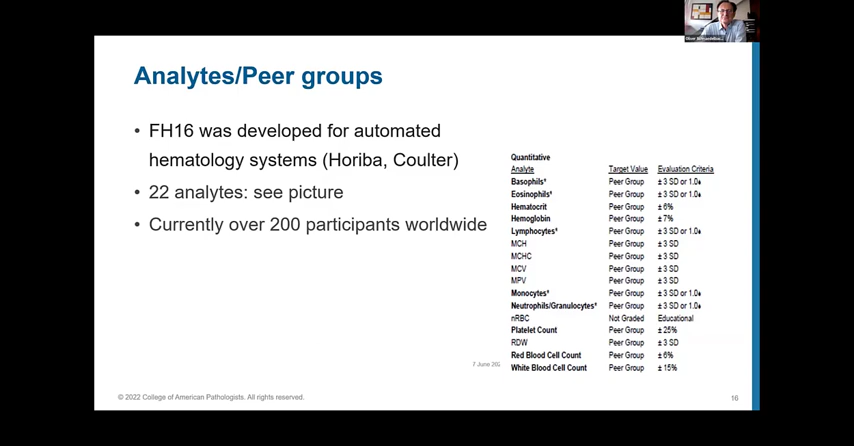 Analytes/Peer groups
• FH16 was developed for automated
hematology systems (Horiba, Coulter)
• 22 analytes: see picture
• Currently over 200 participants worldwide
Quantitative
Analyte Target Value Evaluation Criteria
Basophils† Peer Group ± 3 SD or 1.0♦
Eosinophils† Peer Group ± 3 SD or 1.0♦
Hematocrit Peer Group ± 6%
Hemoglobin Peer Group ± 7%
Lymphocytes† Peer Group ± 3 SD or 1.0♦
MCH Peer Group ± 3 SD
MCHC Peer Group ± 3 SD
MCV Peer Group ± 3 SD
MPV Peer Group ± 3 SD
Monocytes† Peer Group ± 3 SD or 1.0♦
Neutrophils/Granulocytes† Peer Group ± 3 SD or 1.0♦
nRBC Not Graded Educational
Platelet Count Peer Group ± 25%
RDW Peer Group ± 3 SD
Red Blood Cell Count Peer Group ± 6%
White Blood Cell Count Peer Group ± 15%
7 June 202
© 2022 College of American Pathologists. All rights reserved.
16